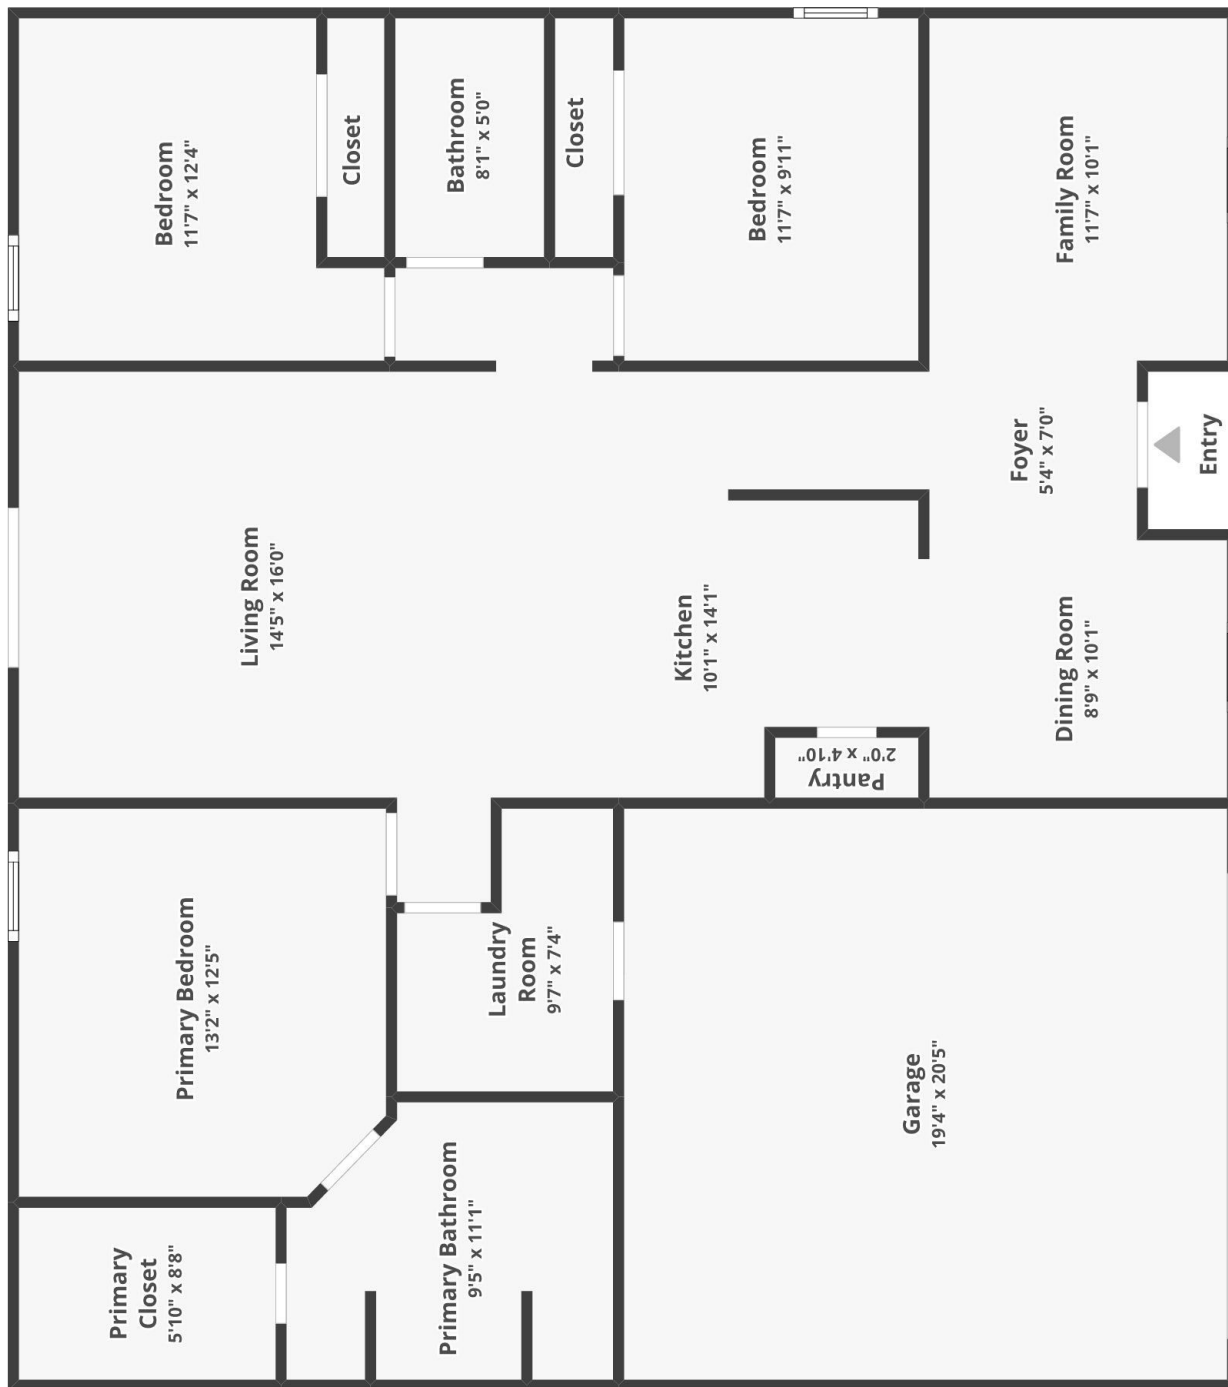 Primary
Closet
5'10" x 8'8"
Primary Bedroom
13'2" x 12'5"
Living Room
14'5" x 16'0"
Bedroom
11'7" x 12'4"
Closet
Primary Bathroom
9'5" x 11'1"
Laundry
Room
9'7" x 7'4"
Bathroom
8'1" x 5'0"
Closet
Kitchen
10'1" x 14'1"
Bedroom
11'7" x 9'11"
Pantry
2'0" x 4'10"
Garage
19'4" x 20'5"
Dining Room
8'9" x 10'1"
Foyer
5'4" x 7'0"
Family Room
11'7" x 10'1"
Entry